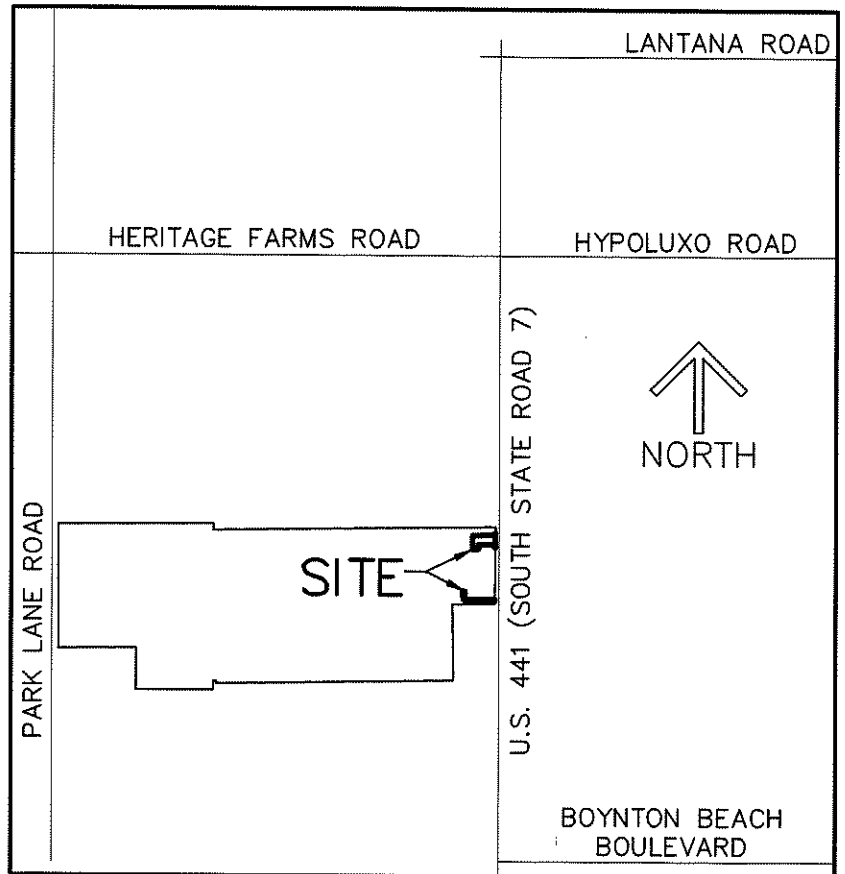 LANTANA ROAD
HERITAGE FARMS ROAD
HYPOLUXO ROAD
U.S. 441 (SOUTH STATE ROAD 7)
NORTH
PARK LANE ROAD
SITE
BOYNTON BEACH
BOULEVARD